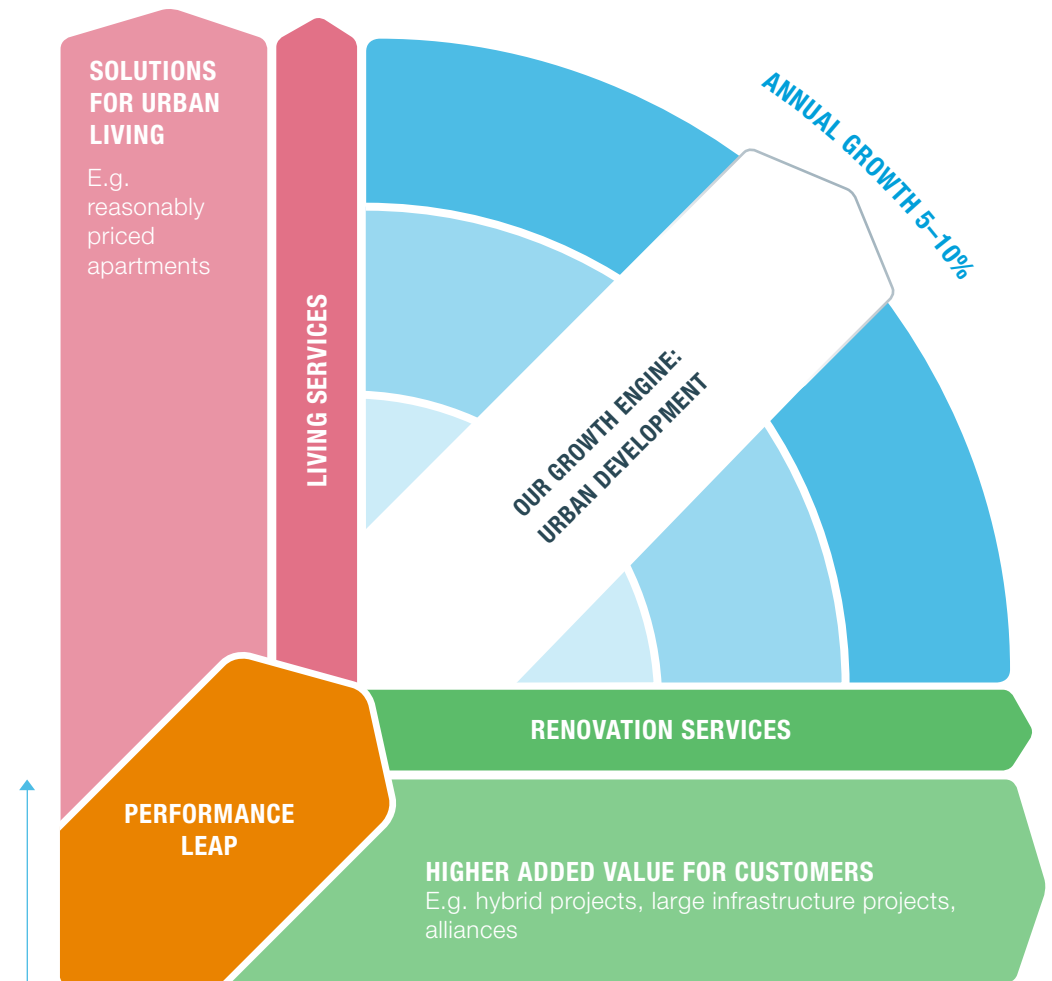 SOLUTIONS
FOR URBAN
LIVING
E.g.
reasonably
priced
apartments
LIVING SERVICES
ANNUAL GROWTH 5–10%
OUR GROWTH ENGINE:
URBAN DEVELOPMENT
RENOVATION SERVICES
PERFORMANCE
LEAP
HIGHER ADDED VALUE FOR CUSTOMERS
E.g. hybrid projects, large infrastructure projects,
alliances